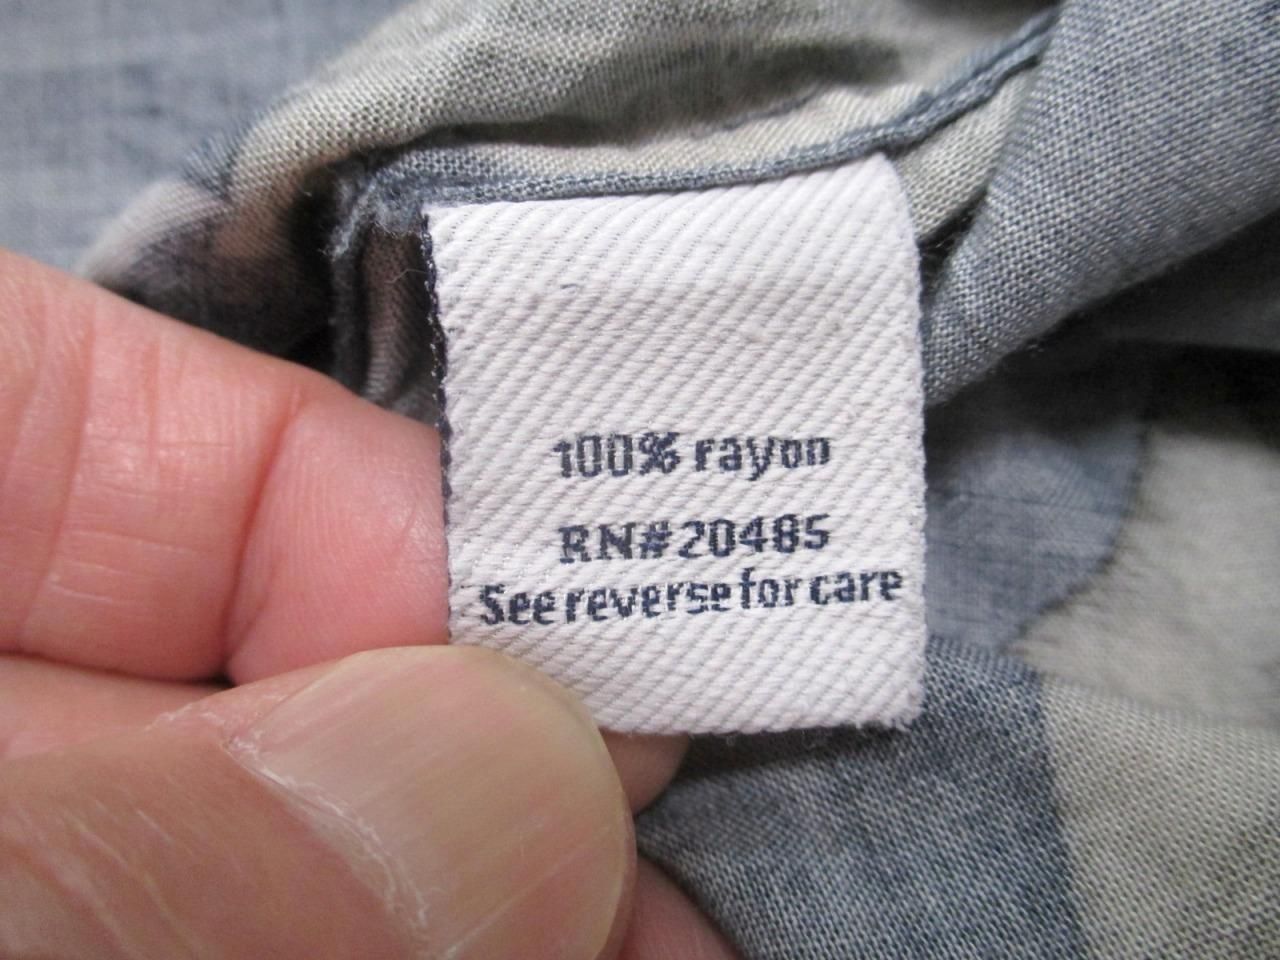 100% rayon
RN#20485
See reverse for care